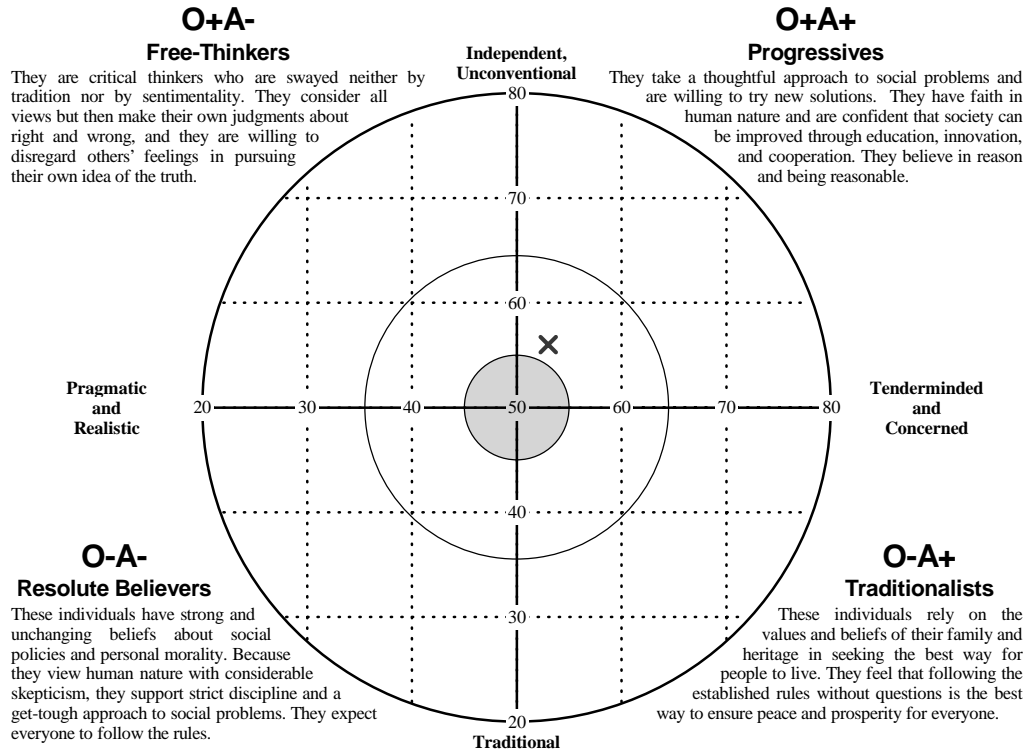 O+A-
Free-Thinkers
They are critical thinkers who are swayed neither by
tradition nor by sentimentality. They consider all
views but then make their own judgments about
right and wrong, and they are willing to
disregard others' feelings in pursuing
their own idea of the truth.
Independent,
Unconventional
O+A+
Progressives
They take a thoughtful approach to social problems and
are willing to try new solutions. They have faith in
human nature and are confident that society can
be improved through education, innovation,
and cooperation. They believe in reason
and being reasonable.
80
70
60
Pragmatic
and
Realistic
20 30 40 50 60 70 80
Tenderminded
and
Concerned
40
30
20
Traditional
O-A-
Resolute Believers
These individuals have strong and
unchanging beliefs about social
policies and personal morality. Because
they view human nature with considerable
skepticism, they support strict discipline and a
get-tough approach to social problems. They expect
everyone to follow the rules.
O-A+
Traditionalists
These individuals rely on the
values and beliefs of their family and
heritage in seeking the best way for
people to live. They feel that following the
established rules without questions is the best
way to ensure peace and prosperity for everyone.